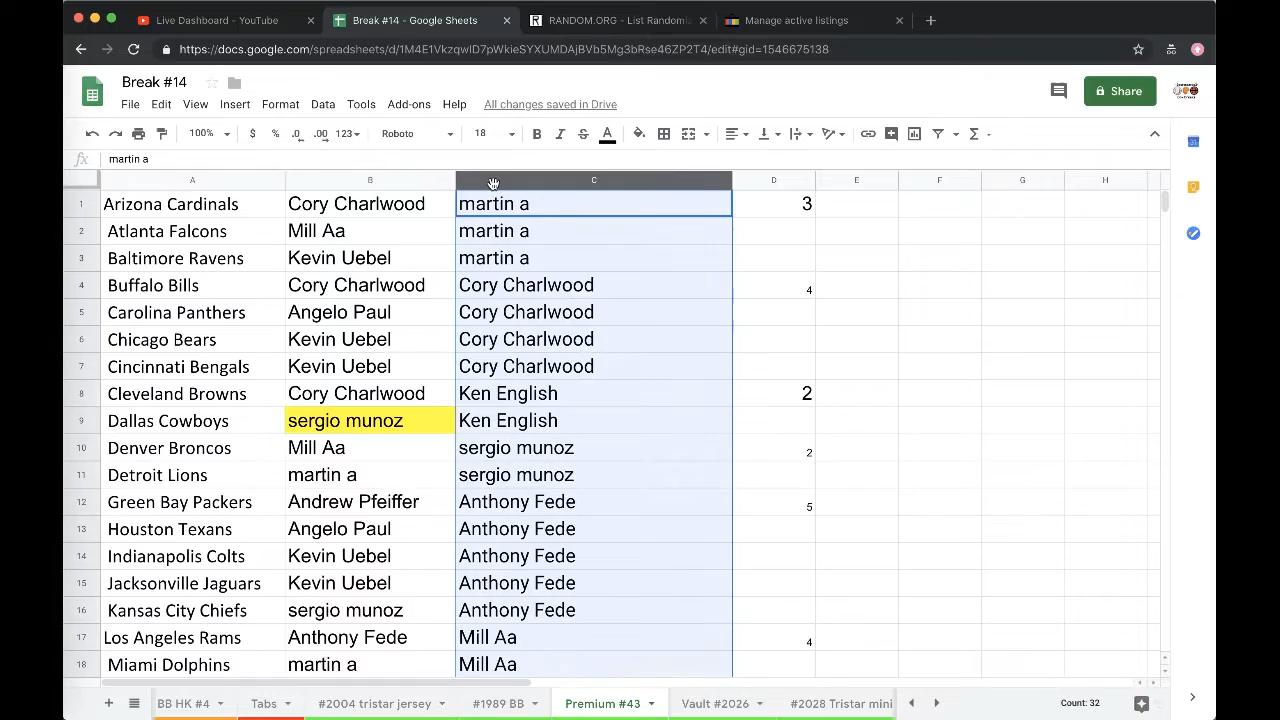 Live Dashboard - YouTube
Break #14 - Google Sheets
RANDOM.ORG - List Randomi
Manage active listings
https://docs.google.com/spreadsheets/d/1M4E1VkzqwID7pWkieSYXUMDAjBVb5Mg3bRse46ZP2T4/edit#gid=1546675138
Break #14
File Edit View Insert Format Data Tools Add-ons Help All changes saved in Drive
Share
100% $ % .0 .00 123 Roboto 18 B I S A
fx martin a
A B C D E F G H
1 Arizona Cardinals Cory Charlwood martin a 3
2 Atlanta Falcons Mill Aa martin a
3 Baltimore Ravens Kevin Uebel martin a
4 Buffalo Bills Cory Charlwood Cory Charlwood 4
5 Carolina Panthers Angelo Paul Cory Charlwood
6 Chicago Bears Kevin Uebel Cory Charlwood
7 Cincinnati Bengals Kevin Uebel Cory Charlwood
8 Cleveland Browns Cory Charlwood Ken English 2
9 Dallas Cowboys sergio munoz Ken English
10 Denver Broncos Mill Aa sergio munoz 2
11 Detroit Lions martin a sergio munoz
12 Green Bay Packers Andrew Pfeiffer Anthony Fede 5
13 Houston Texans Angelo Paul Anthony Fede
14 Indianapolis Colts Kevin Uebel Anthony Fede
15 Jacksonville Jaguars Kevin Uebel Anthony Fede
16 Kansas City Chiefs sergio munoz Anthony Fede
17 Los Angeles Rams Anthony Fede Mill Aa 4
18 Miami Dolphins martin a Mill Aa
BB HK #4 Tabs #2004 tristar jersey #1989 BB Premium #43 Vault #2026 #2028 Tristar mini Count: 32